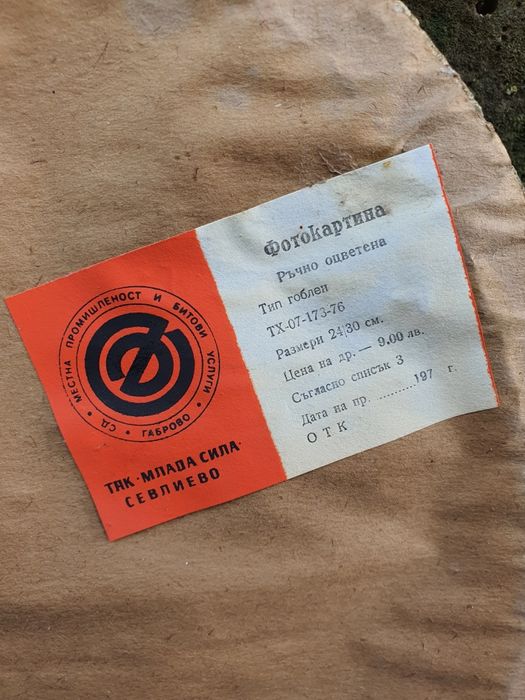 СД • МЕСТНА ПРОМИШЛЕНОСТ И БИТОВИ УСЛУГИ •
ГАБРОВО
ТПК "МЛАДА СИЛА"
СЕВЛИЕВО
Фотокартина
Ръчно оцветена
Тип гоблен
ТХ-07-173-76
Размери 24|30 см.
Цена на др. — 9,00 лв.
Съгласно списък 3
Дата на пр. ...........197 г.
О Т К